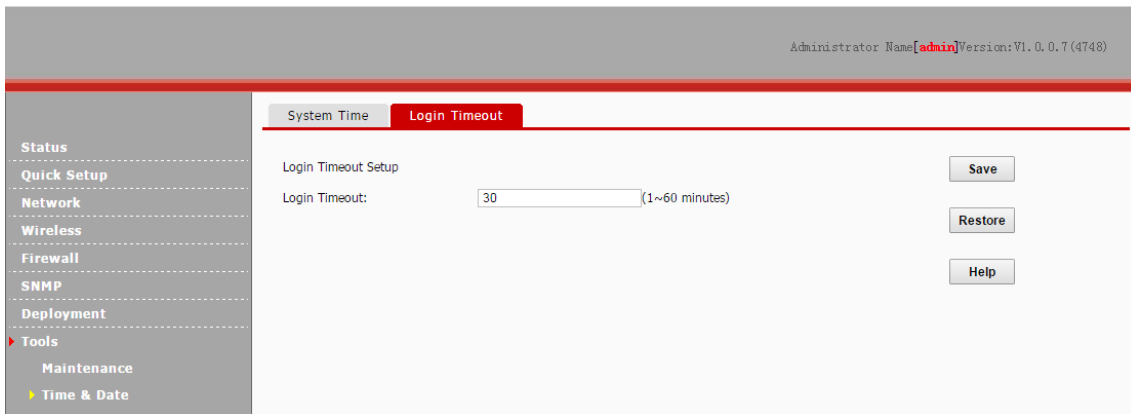 Administrator Name[admin]Version:V1.0.0.7(4748)
System Time Login Timeout
Status
Quick Setup
Network
Wireless
Firewall
SNMP
Deployment
Tools
Maintenance
Time & Date
Login Timeout Setup
Login Timeout: 30 (1~60 minutes)
Save
Restore
Help